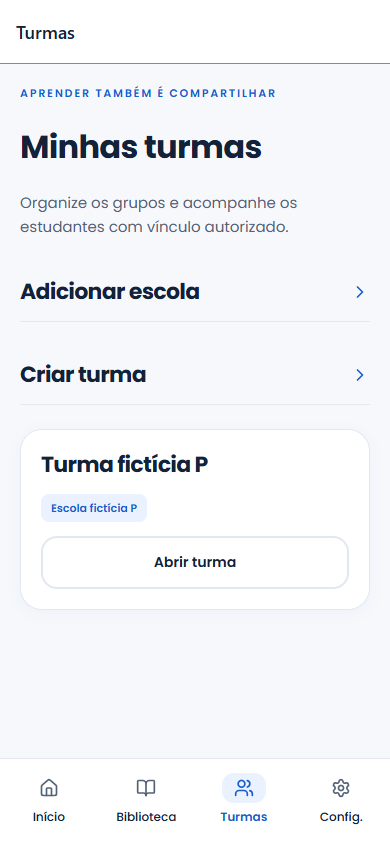 Turmas
APRENDER TAMBÉM É COMPARTILHAR
Minhas turmas
Organize os grupos e acompanhe os
estudantes com vínculo autorizado.
Adicionar escola
Criar turma
Turma fictícia P
Escola fictícia P
Abrir turma
Início
Biblioteca
Turmas
Config.